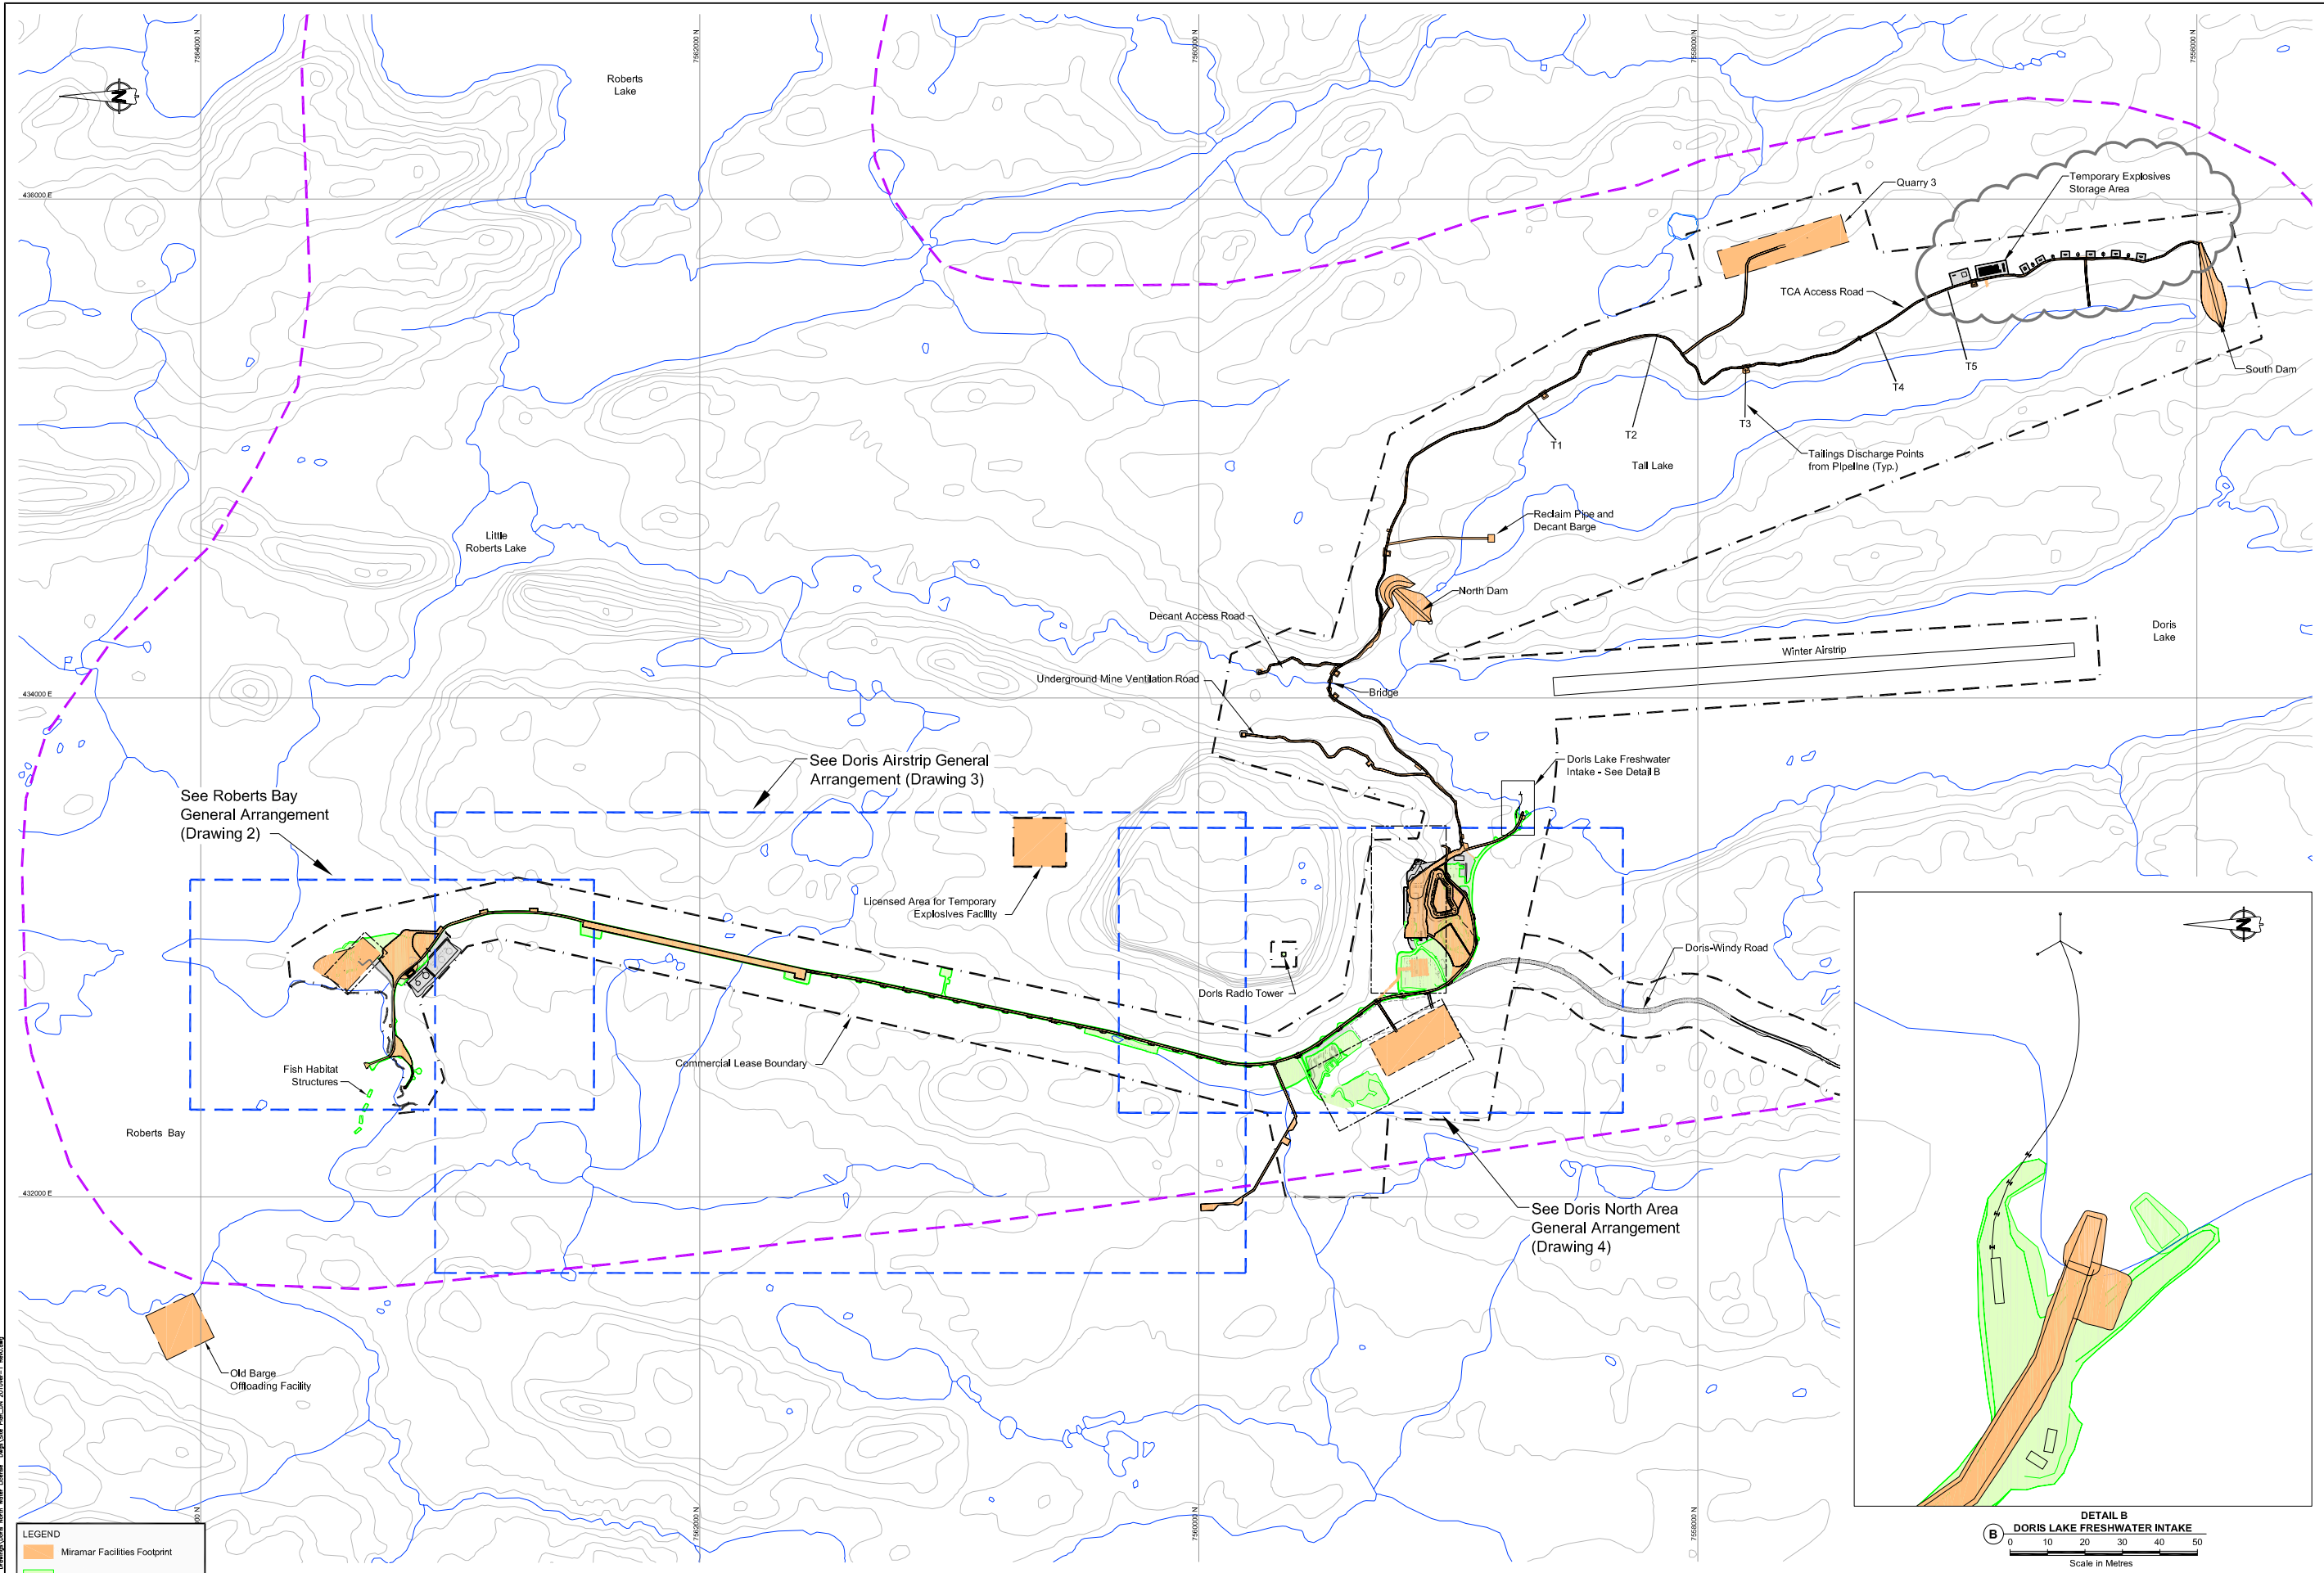 7564000 N
7562000 N
7560000 N
7558000 N
7556000 N
N
Roberts
Lake
436000 E
Quarry 3
Temporary Explosives
Storage Area
TCA Access Road
T5
T4
South Dam
T3
T2
T1
Tail Lake
Tailings Discharge Points
from Pipeline (Typ.)
Reclaim Pipe and
Decant Barge
Little
Roberts Lake
North Dam
Decant Access Road
Doris
Lake
Winter Airstrip
Underground Mine Ventilation Road
Bridge
434000 E
See Doris Airstrip General
Arrangement (Drawing 3)
Doris Lake Freshwater
Intake - See Detail B
See Roberts Bay
General Arrangement
(Drawing 2)
Licensed Area for Temporary
Explosives Facility
Doris-Windy Road
Doris Radio Tower
Commercial Lease Boundary
Fish Habitat
Structures
Roberts Bay
432000 E
See Doris North Area
General Arrangement
(Drawing 4)
Old Barge
Offloading Facility
7562000 N
7560000 N
7558000 N
LEGEND
Miramar Facilities Footprint
N
DETAIL B
B
DORIS LAKE FRESHWATER INTAKE
0 10 20 30 40 50
Scale in Metres